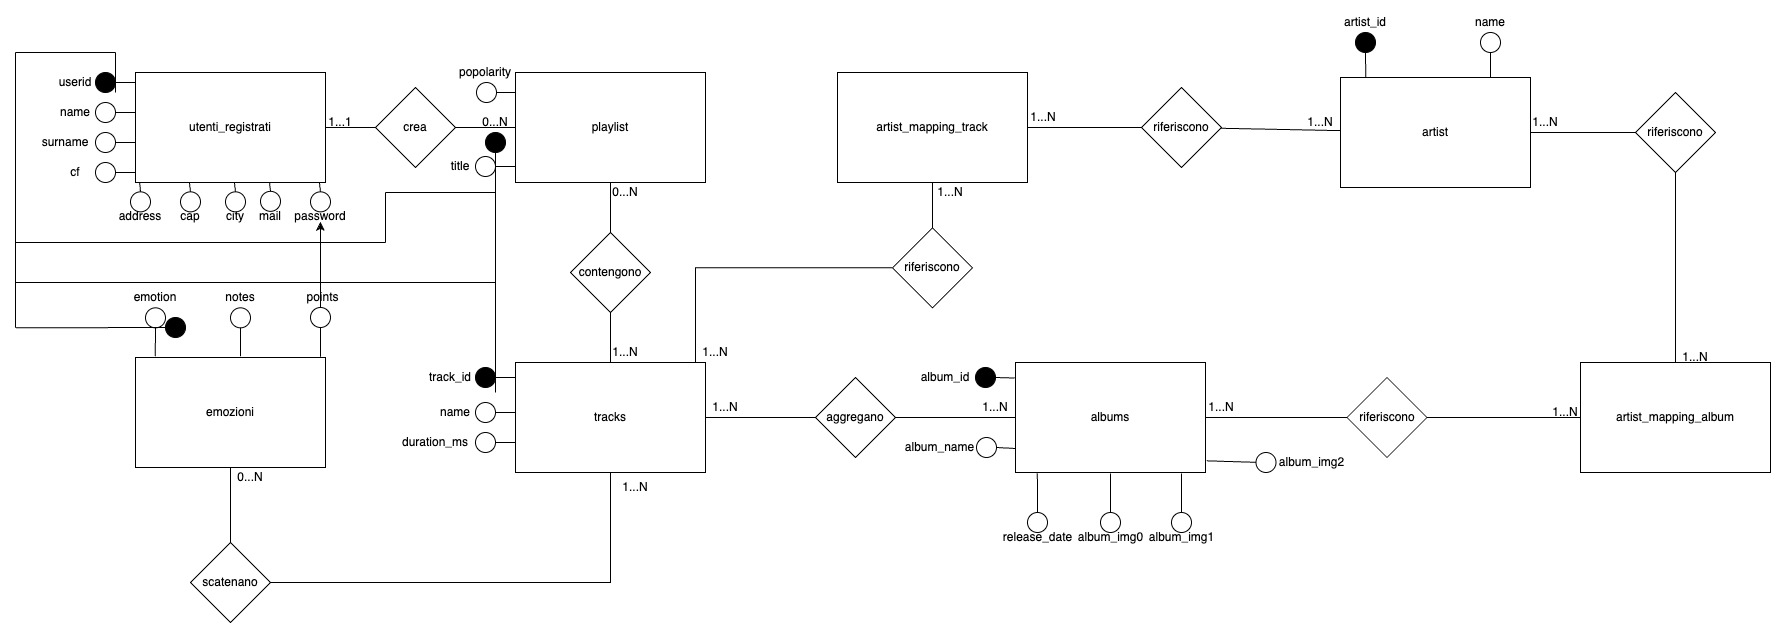 artist_id
name
popolarity
userid
name
surname
cf
utenti_registrati
1...1
crea
0...N
playlist
title
artist_mapping_track
1...N
riferiscono
1...N
artist
1...N
riferiscono
address
cap
city
mail
password
0...N
1...N
contengono
riferiscono
emotion
notes
points
1...N
1...N
1...N
track_id
name
duration_ms
emozioni
tracks
1...N
aggregano
1...N
album_id
album_name
albums
1...N
riferiscono
1...N
artist_mapping_album
album_img2
0...N
1...N
release_date
album_img0
album_img1
scatenano